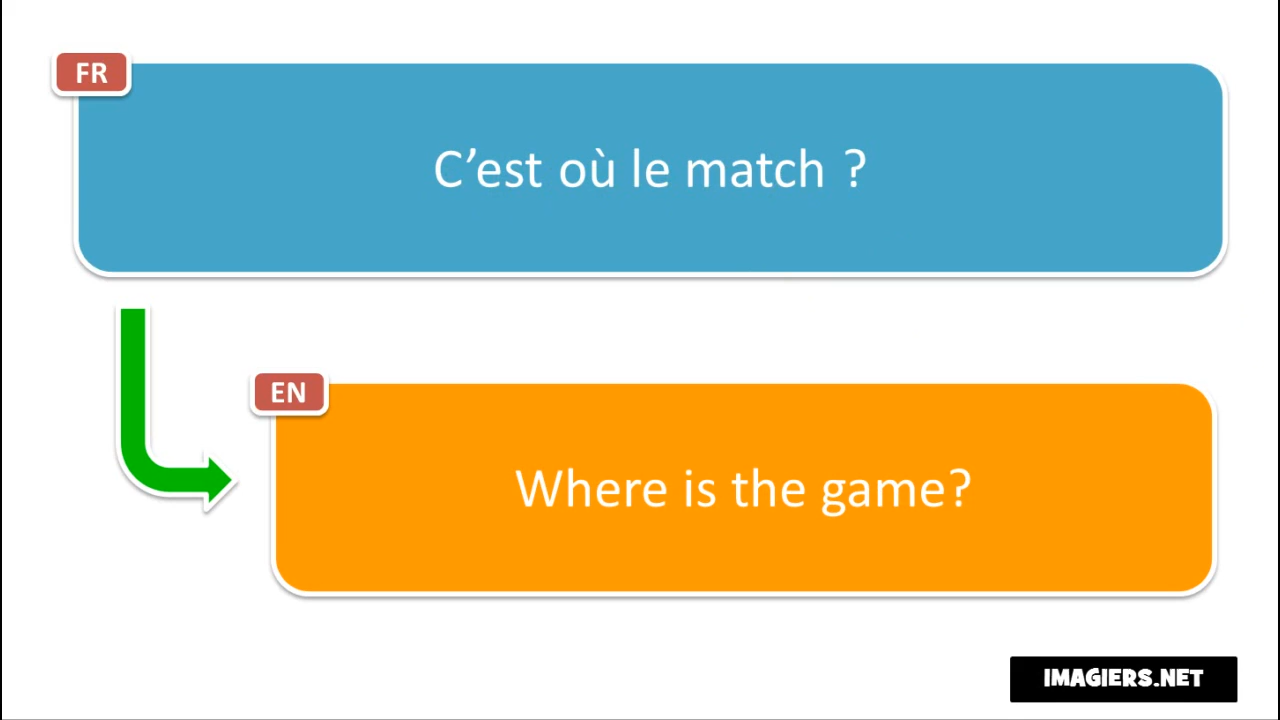 FR
C’est où le match ?
EN
Where is the game?
IMAGIERS.NET